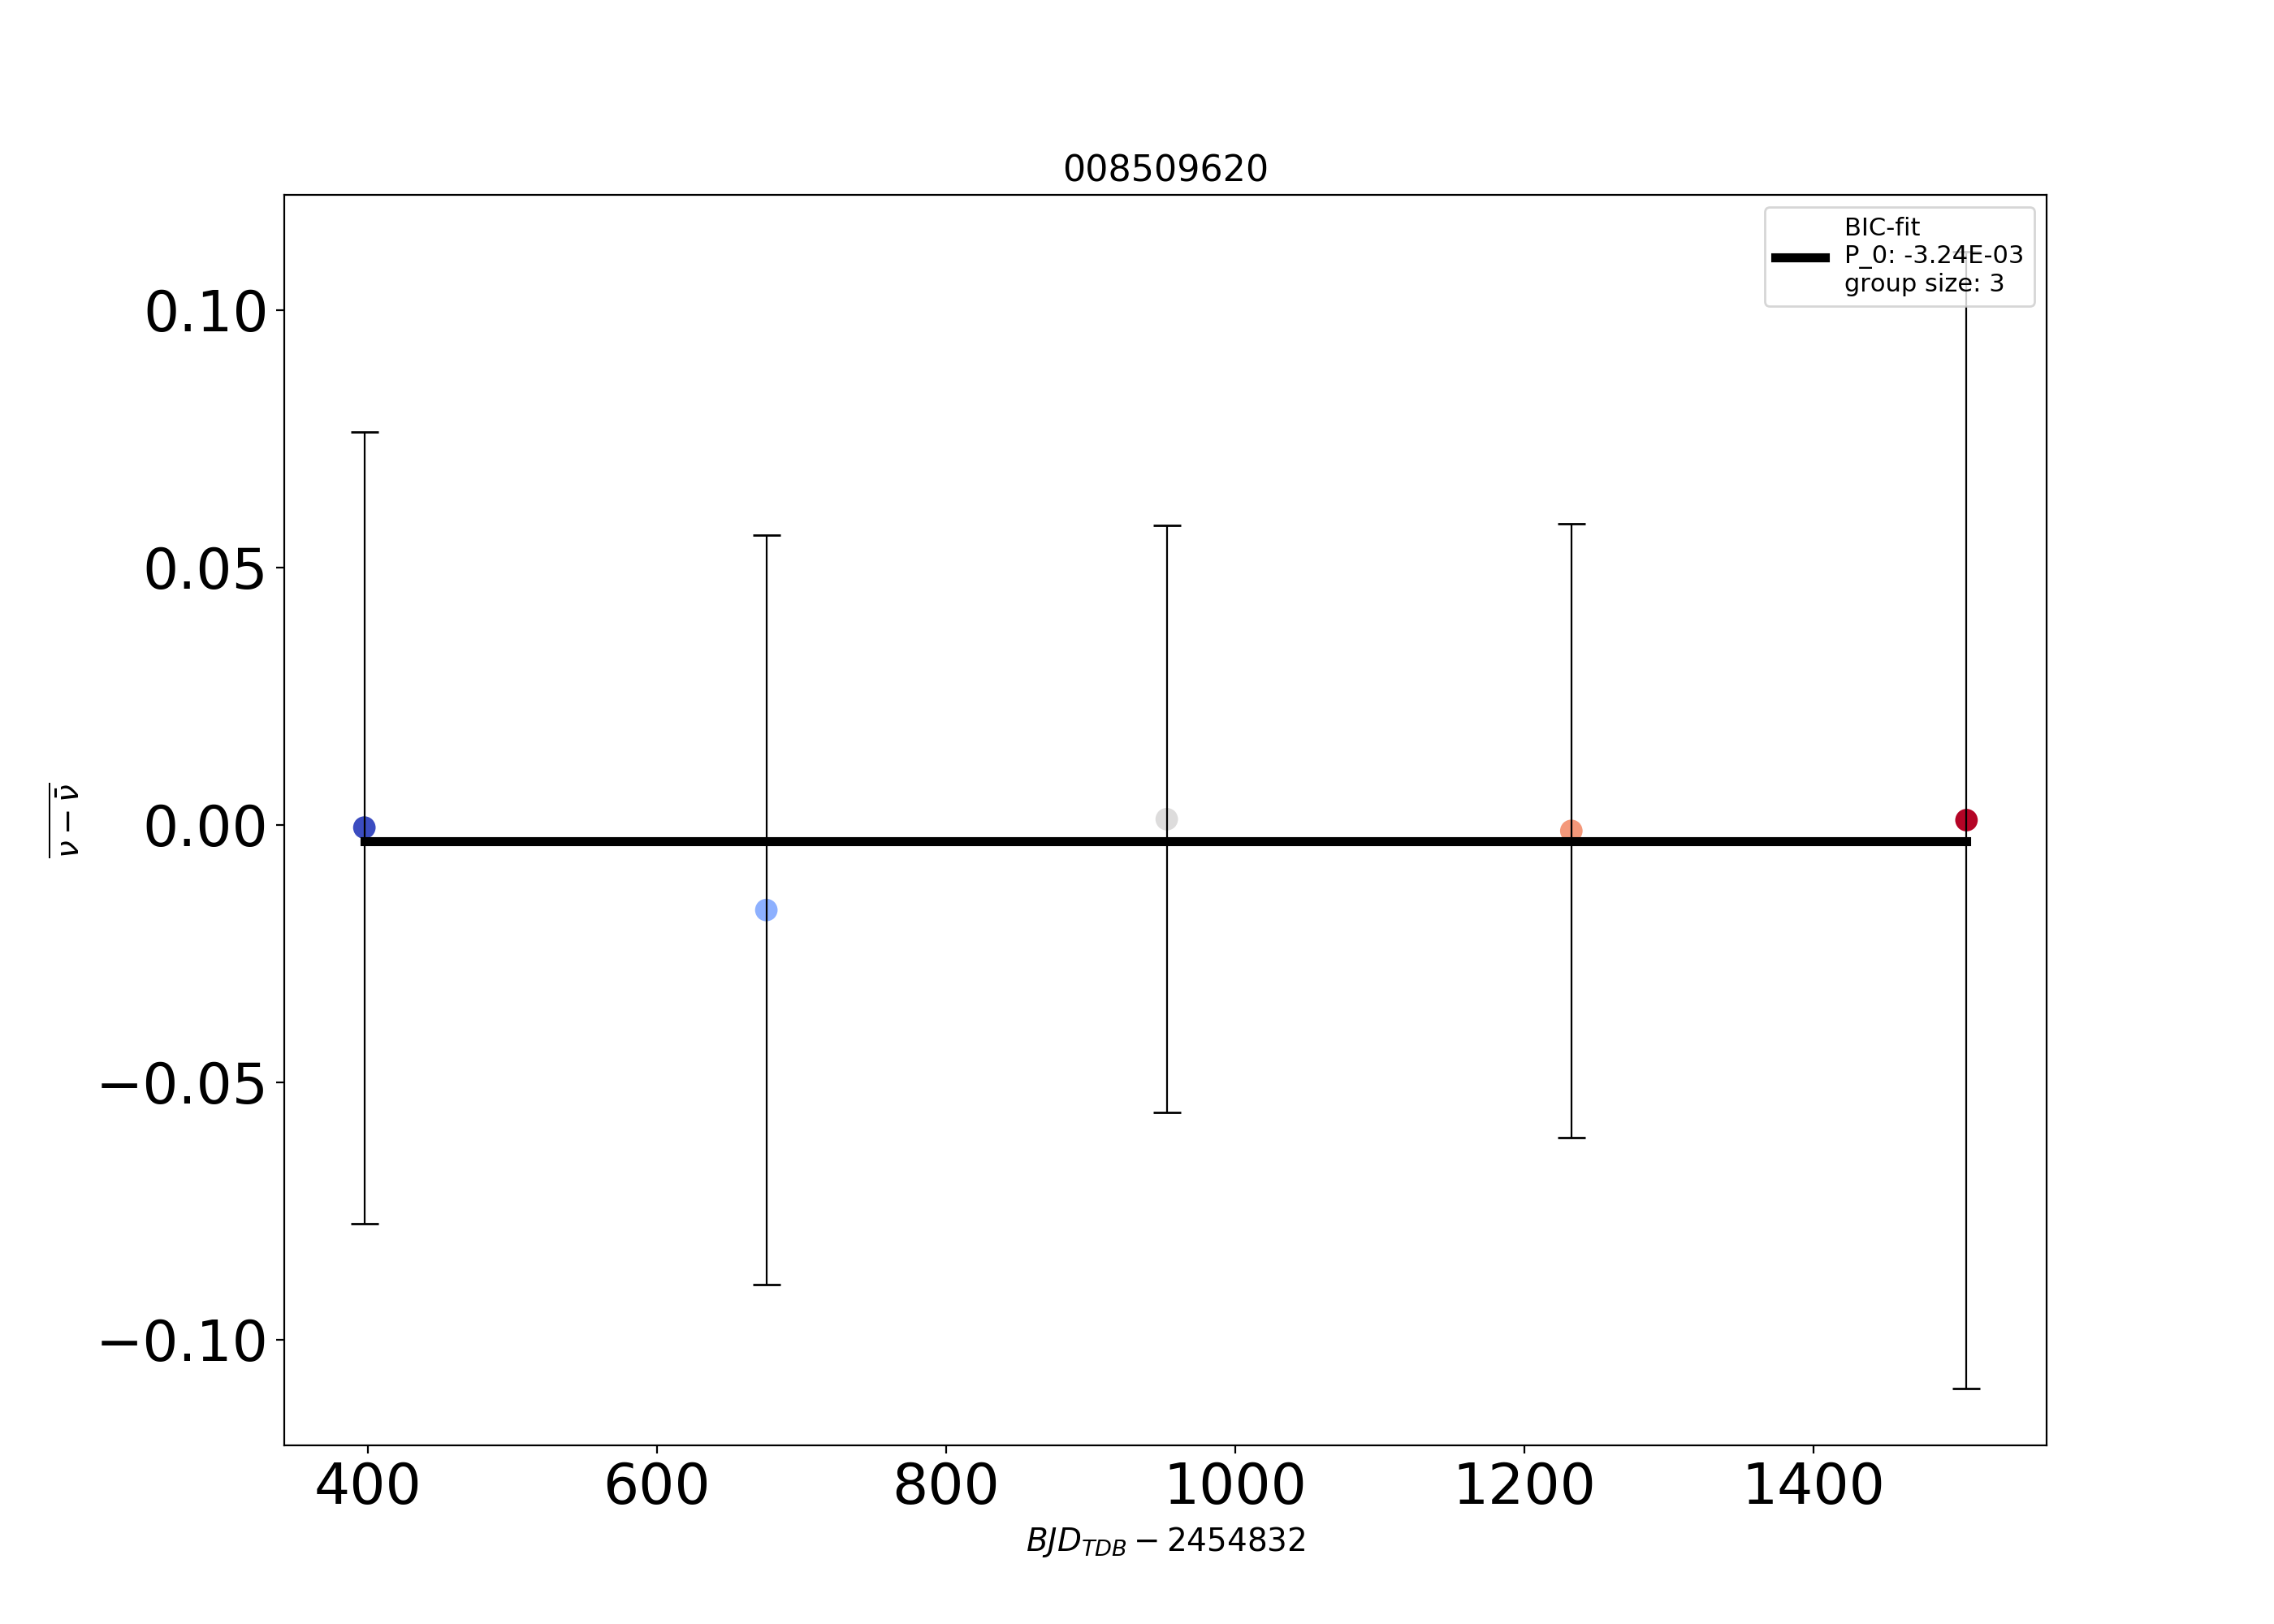 008509620
BIC-fit
P_0: -3.24E-03
group size: 3
0.10
0.05
0.00
−0.05
−0.10
ν − ν̄
400 600 800 1000 1200 1400
BJD_TDB − 2454832